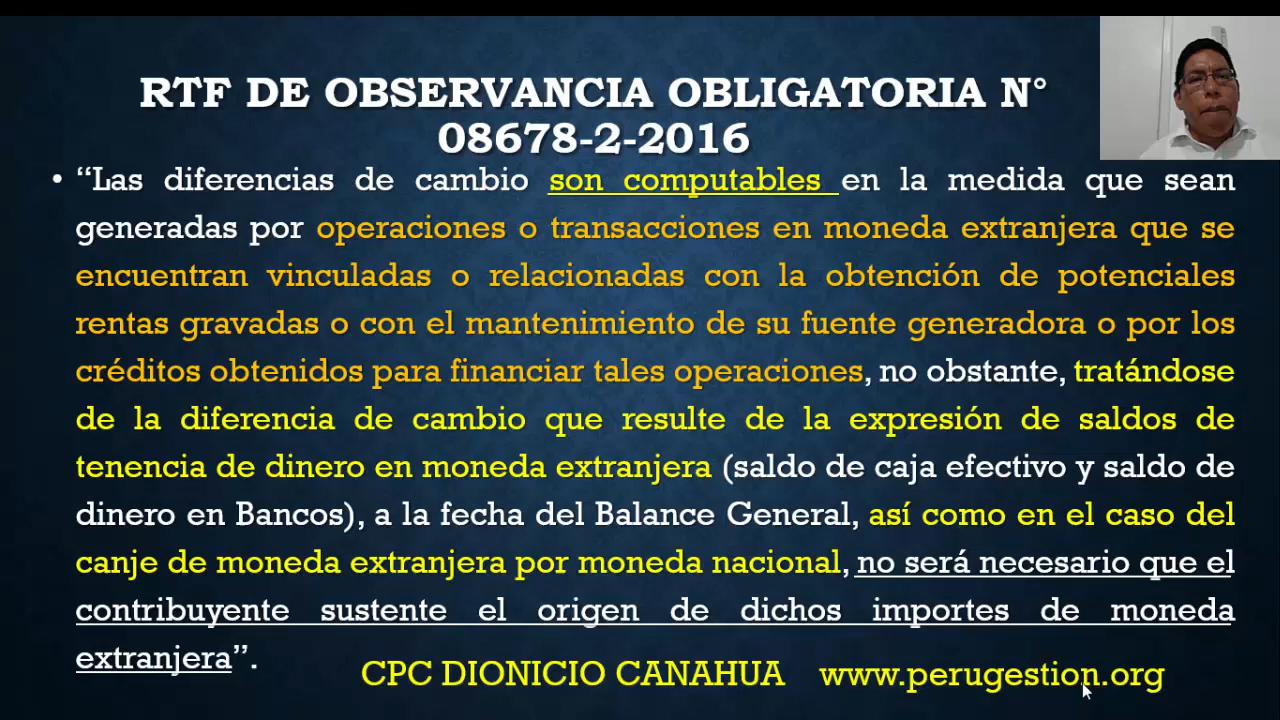 RTF DE OBSERVANCIA OBLIGATORIA N°
08678-2-2016
• “Las diferencias de cambio son computables en la medida que sean
generadas por operaciones o transacciones en moneda extranjera que se
encuentran vinculadas o relacionadas con la obtención de potenciales
rentas gravadas o con el mantenimiento de su fuente generadora o por los
créditos obtenidos para financiar tales operaciones, no obstante, tratándose
de la diferencia de cambio que resulte de la expresión de saldos de
tenencia de dinero en moneda extranjera (saldo de caja efectivo y saldo de
dinero en Bancos), a la fecha del Balance General, así como en el caso del
canje de moneda extranjera por moneda nacional, no será necesario que el
contribuyente sustente el origen de dichos importes de moneda
extranjera”.
CPC DIONICIO CANAHUA www.perugestion.org